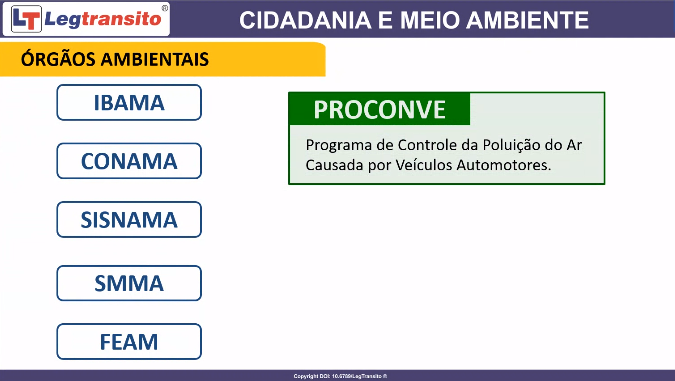 LT Legtransito®
CIDADANIA E MEIO AMBIENTE
ÓRGÃOS AMBIENTAIS
IBAMA
CONAMA
SISNAMA
SMMA
FEAM
PROCONVE
Programa de Controle da Poluição do Ar
Causada por Veículos Automotores.
Copyright DOI: 10.6789/LegTransito ®